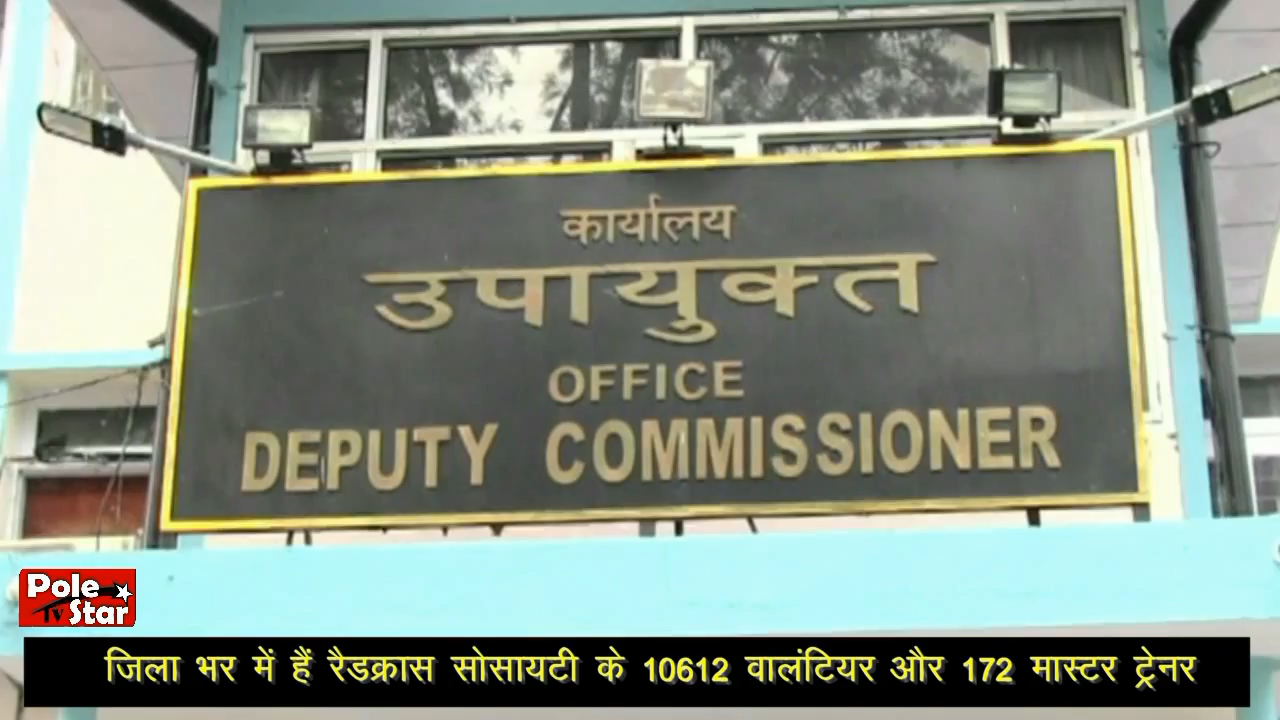 कार्यालय
उपायुक्त
OFFICE
DEPUTY COMMISSIONER
Pole
Tv Star
जिला भर में हैं रैडक्रास सोसायटी के 10612 वालंटियर और 172 मास्टर ट्रेनर